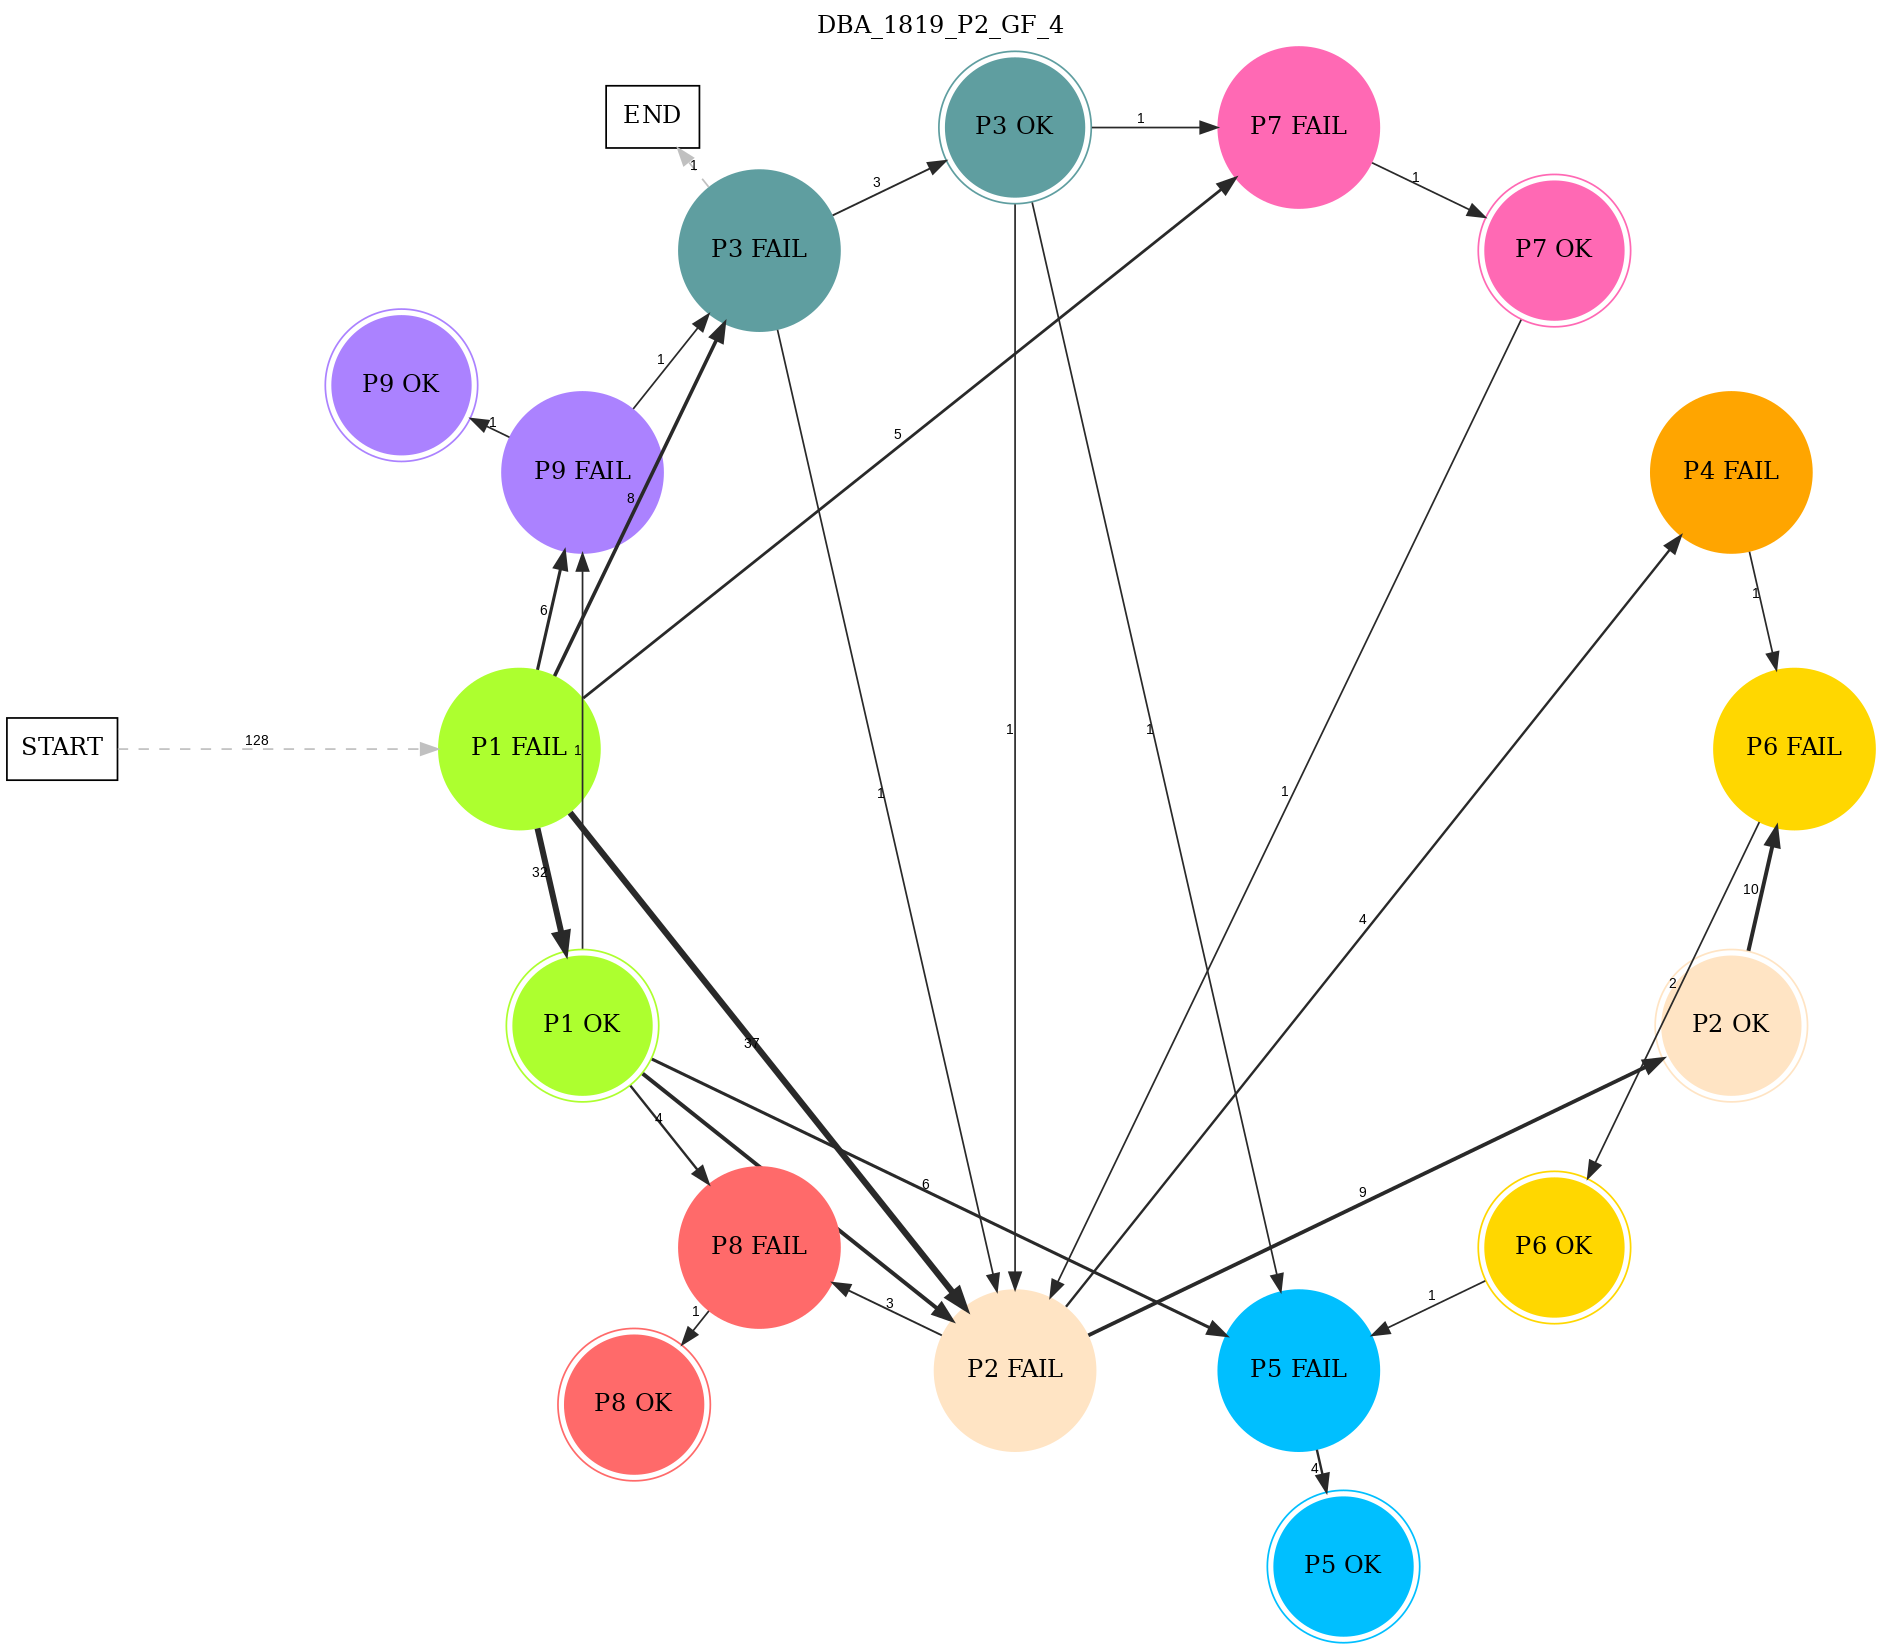 DBA_1819_P2_GF_4
END
P3 OK
1
P7 FAIL
1
3
1
P3 FAIL
P7 OK
1
P9 OK
1
5
P9 FAIL
8
P4 FAIL
6
1
START
128
P1 FAIL
1
1
1
P6 FAIL
1
1
32
10
4
2
P1 OK
37
P2 OK
4
6
9
P8 FAIL
P6 OK
3
1
1
P8 OK
P2 FAIL
P5 FAIL
4
P5 OK